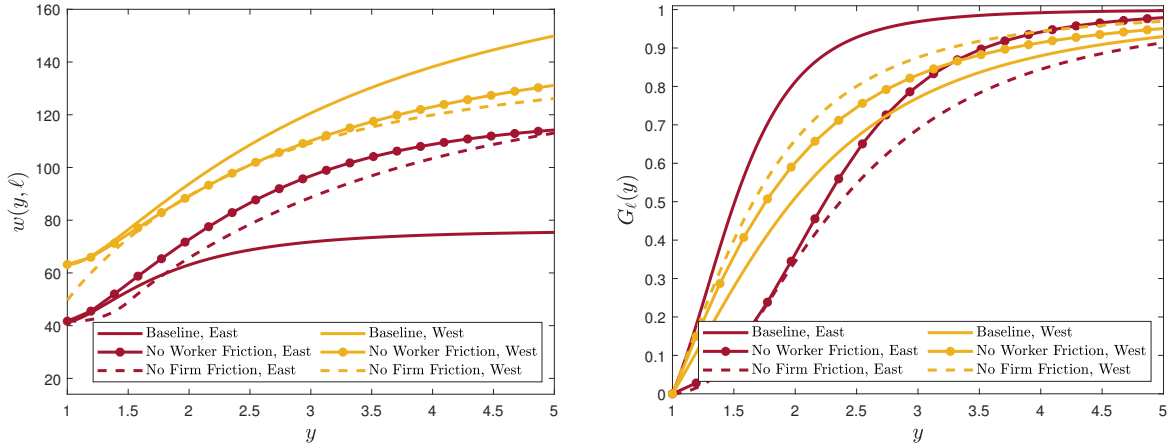 160
140
120
100
80
60
40
20
w(y, ℓ)
1
1.5
2
2.5
3
3.5
4
4.5
5
y
Baseline, East
Baseline, West
No Worker Friction, East
No Worker Friction, West
No Firm Friction, East
No Firm Friction, West
1
0.9
0.8
0.7
0.6
0.5
0.4
0.3
0.2
0.1
0
G_ℓ(y)
1
1.5
2
2.5
3
3.5
4
4.5
5
y
Baseline, East
Baseline, West
No Worker Friction, East
No Worker Friction, West
No Firm Friction, East
No Firm Friction, West